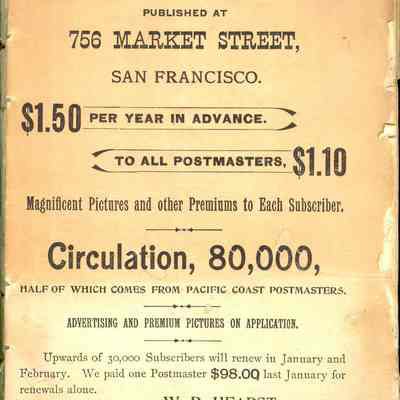 PUBLISHED AT
756 MARKET STREET,
SAN FRANCISCO.
$1.50 PER YEAR IN ADVANCE.
TO ALL POSTMASTERS, $1.10
Magnificent Pictures and other Premiums to Each Subscriber.
Circulation, 80,000,
HALF OF WHICH COMES FROM PACIFIC COAST POSTMASTERS.
ADVERTISING AND PREMIUM PICTURES ON APPLICATION.
Upwards of 30,000 Subscribers will renew in January and
February. We paid one Postmaster $98.00 last January for
renewals alone.
W. R. HEARST